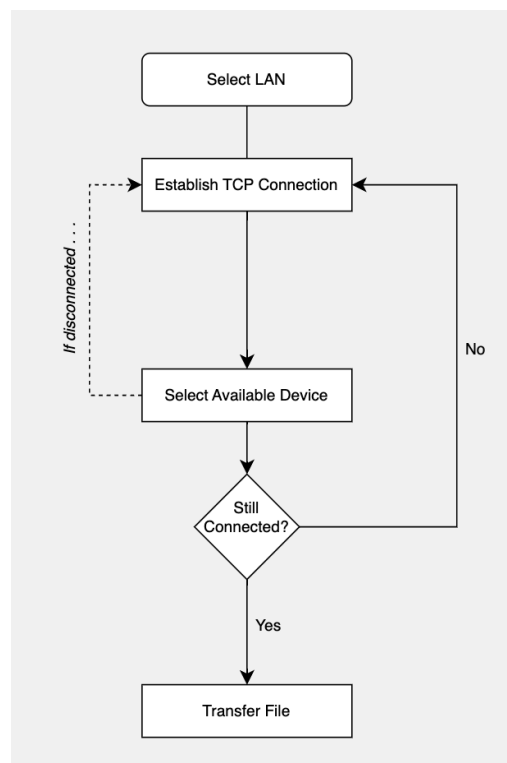 Select LAN
Establish TCP Connection
If disconnected . . .
No
Select Available Device
Still
Connected?
Yes
Transfer File